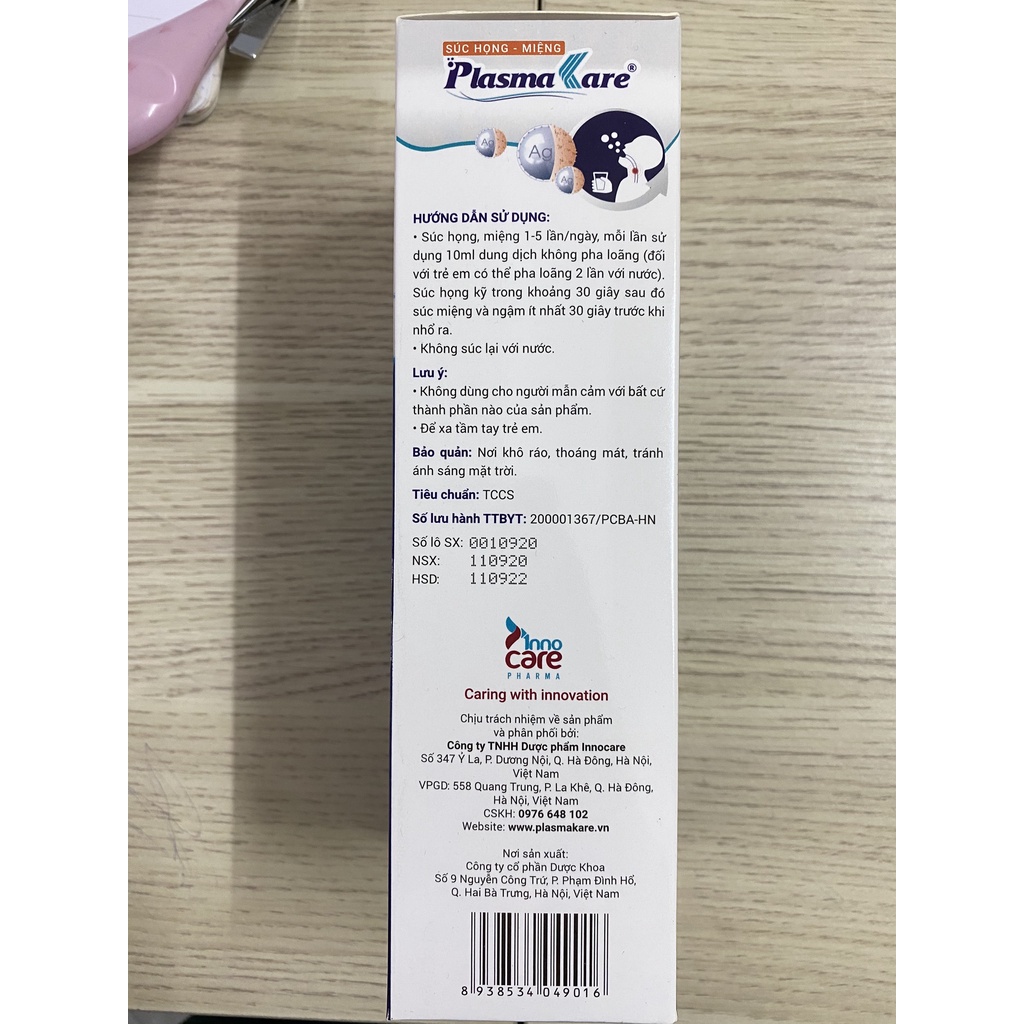 SÚC HỌNG - MIỆNG
PlasmaKare®
Ag
Ag
Ag
HƯỚNG DẪN SỬ DỤNG:
• Súc họng, miệng 1-5 lần/ngày, mỗi lần sử
dụng 10ml dung dịch không pha loãng (đối
với trẻ em có thể pha loãng 2 lần với nước).
Súc họng kỹ trong khoảng 30 giây sau đó
súc miệng và ngậm ít nhất 30 giây trước khi
nhổ ra.
• Không súc lại với nước.
Lưu ý:
• Không dùng cho người mẫn cảm với bất cứ
thành phần nào của sản phẩm.
• Để xa tầm tay trẻ em.
Bảo quản: Nơi khô ráo, thoáng mát, tránh
ánh sáng mặt trời.
Tiêu chuẩn: TCCS
Số lưu hành TTBYT: 200001367/PCBA-HN
Số lô SX: 0010920
NSX: 110920
HSD: 110922
Inno
care
PHARMA
Caring with innovation
Chịu trách nhiệm về sản phẩm
và phân phối bởi:
Công ty TNHH Dược phẩm Innocare
Số 347 Ỷ La, P. Dương Nội, Q. Hà Đông, Hà Nội,
Việt Nam
VPGD: 558 Quang Trung, P. La Khê, Q. Hà Đông,
Hà Nội, Việt Nam
CSKH: 0976 648 102
Website: www.plasmakare.vn
Nơi sản xuất:
Công ty cổ phần Dược Khoa
Số 9 Nguyễn Công Trứ, P. Phạm Đình Hổ,
Q. Hai Bà Trưng, Hà Nội, Việt Nam
8 938534 049016